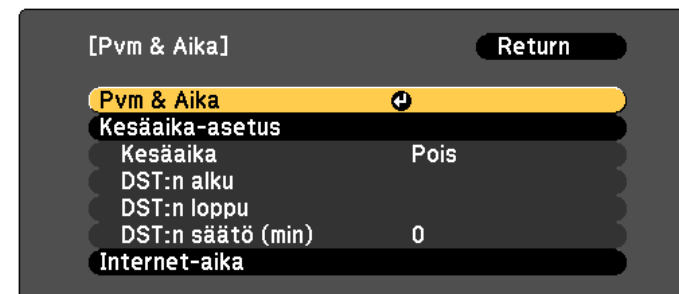 [Pvm & Aika] Return
Pvm & Aika
Kesäaika-asetus
Kesäaika Pois
DST:n alku
DST:n loppu
DST:n säätö (min) 0
Internet-aika